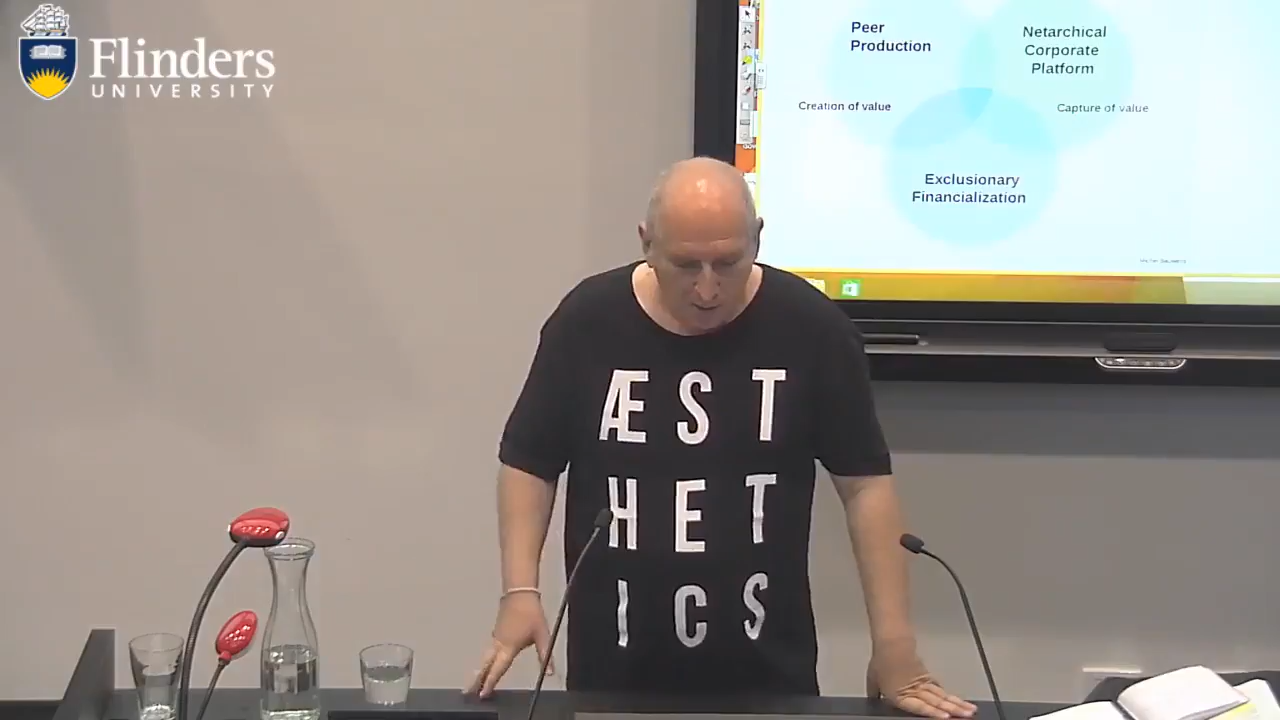 Flinders
UNIVERSITY
Peer
Production
Netarchical
Corporate
Platform
Creation of value
Capture of value
Exclusionary
Financialization
ÆST
HET
ICS